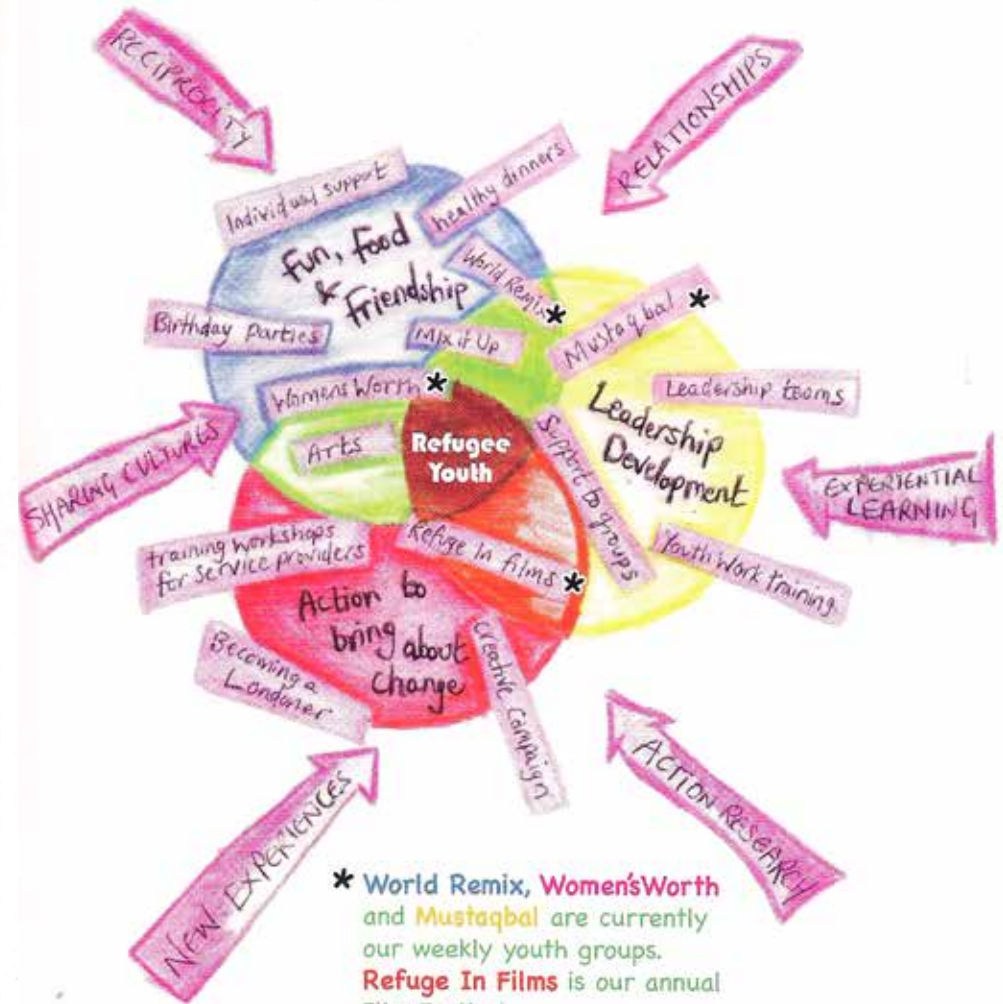 RECIPROCITY
RELATIONSHIPS
Individual support
healthy dinners
Fun, Food
& Friendship
World Remix*
Mustaqbal *
Birthday parties
Mix it Up
Leadership teams
Womens Worth *
Leadership
Development
Arts
Refugee
Youth
Support to groups
SHARING CULTURES
EXPERIENTIAL
LEARNING
training workshops
for service providers
Refuge In films *
Youth Work training
Action to
bring about
change
Becoming a
Londoner
creative campaign
NEW EXPERIENCES
ACTION RESEARCH
* World Remix, Women'sWorth
and Mustaqbal are currently
our weekly youth groups.
Refuge In Films is our annual